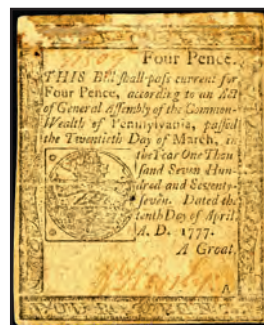 Four Pence.
THIS Bill shall pass current for
Four Pence, according to an Act
of General Assembly of the Common-
Wealth of Pennsylvania, passed
the Twentieth Day of March, in
the Year One Thou
sand Seven Hun
dred and Seventy-
seven. Dated the
tenth Day of April,
A. D. 1777.
A Groat.
A